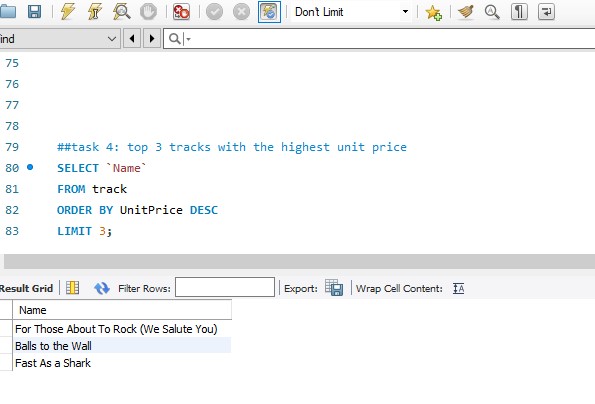 Don't Limit
ind
75
76
77
78
79 ##task 4: top 3 tracks with the highest unit price
80 SELECT `Name`
81 FROM track
82 ORDER BY UnitPrice DESC
83 LIMIT 3;
Result Grid Filter Rows: Export: Wrap Cell Content:
Name
For Those About To Rock (We Salute You)
Balls to the Wall
Fast As a Shark